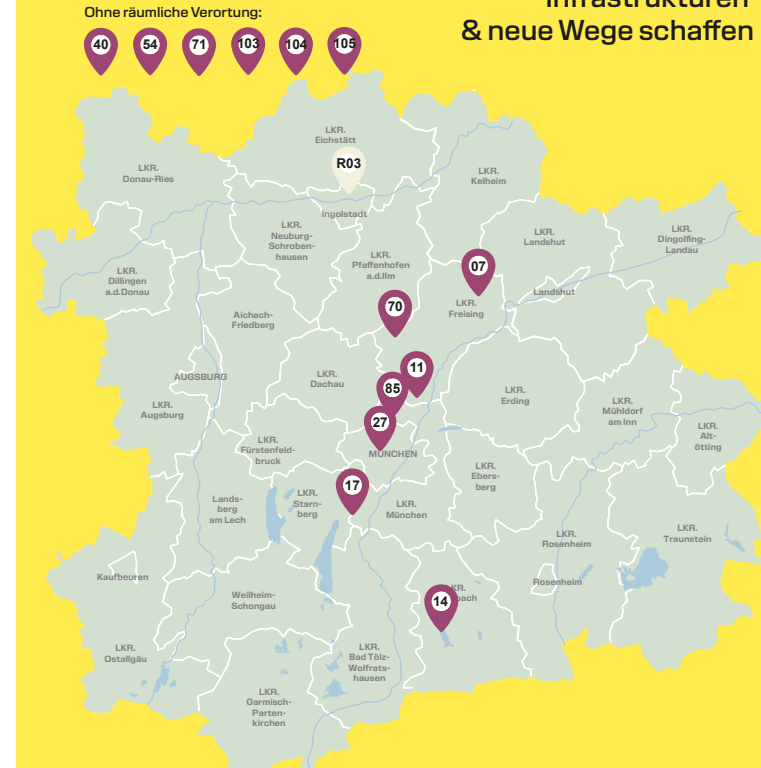 Infrastrukturen
& neue Wege schaffen
Ohne räumliche Verortung:
40 54 71 103 104 105
LKR.
Eichstätt
R03
LKR.
Donau-Ries
LKR.
Kelheim
Ingolstadt
LKR.
Neuburg-
Schroben-
hausen
LKR.
Landshut
LKR.
Dingolfing-
Landau
LKR.
Pfaffenhofen
a.d.Ilm
07
LKR.
Dillingen
a.d.Donau
Landshut
LKR.
Freising
70
Aichach-
Friedberg
11
AUGSBURG
LKR.
Dachau
85
LKR.
Erding
LKR.
Augsburg
LKR.
Mühldorf
am Inn
27
LKR.
Alt-
ötting
LKR.
Fürstenfeld-
bruck
MÜNCHEN
17
LKR.
Ebers-
berg
Lands-
berg
am Lech
LKR.
Starn-
berg
LKR.
München
LKR.
Rosenheim
LKR.
Traunstein
Kaufbeuren
Rosenheim
Weilheim-
Schongau
14
LKR.
Ostallgäu
LKR.
Bad Tölz-
Wolfrats-
hausen
LKR.
Garmisch-
Parten-
kirchen